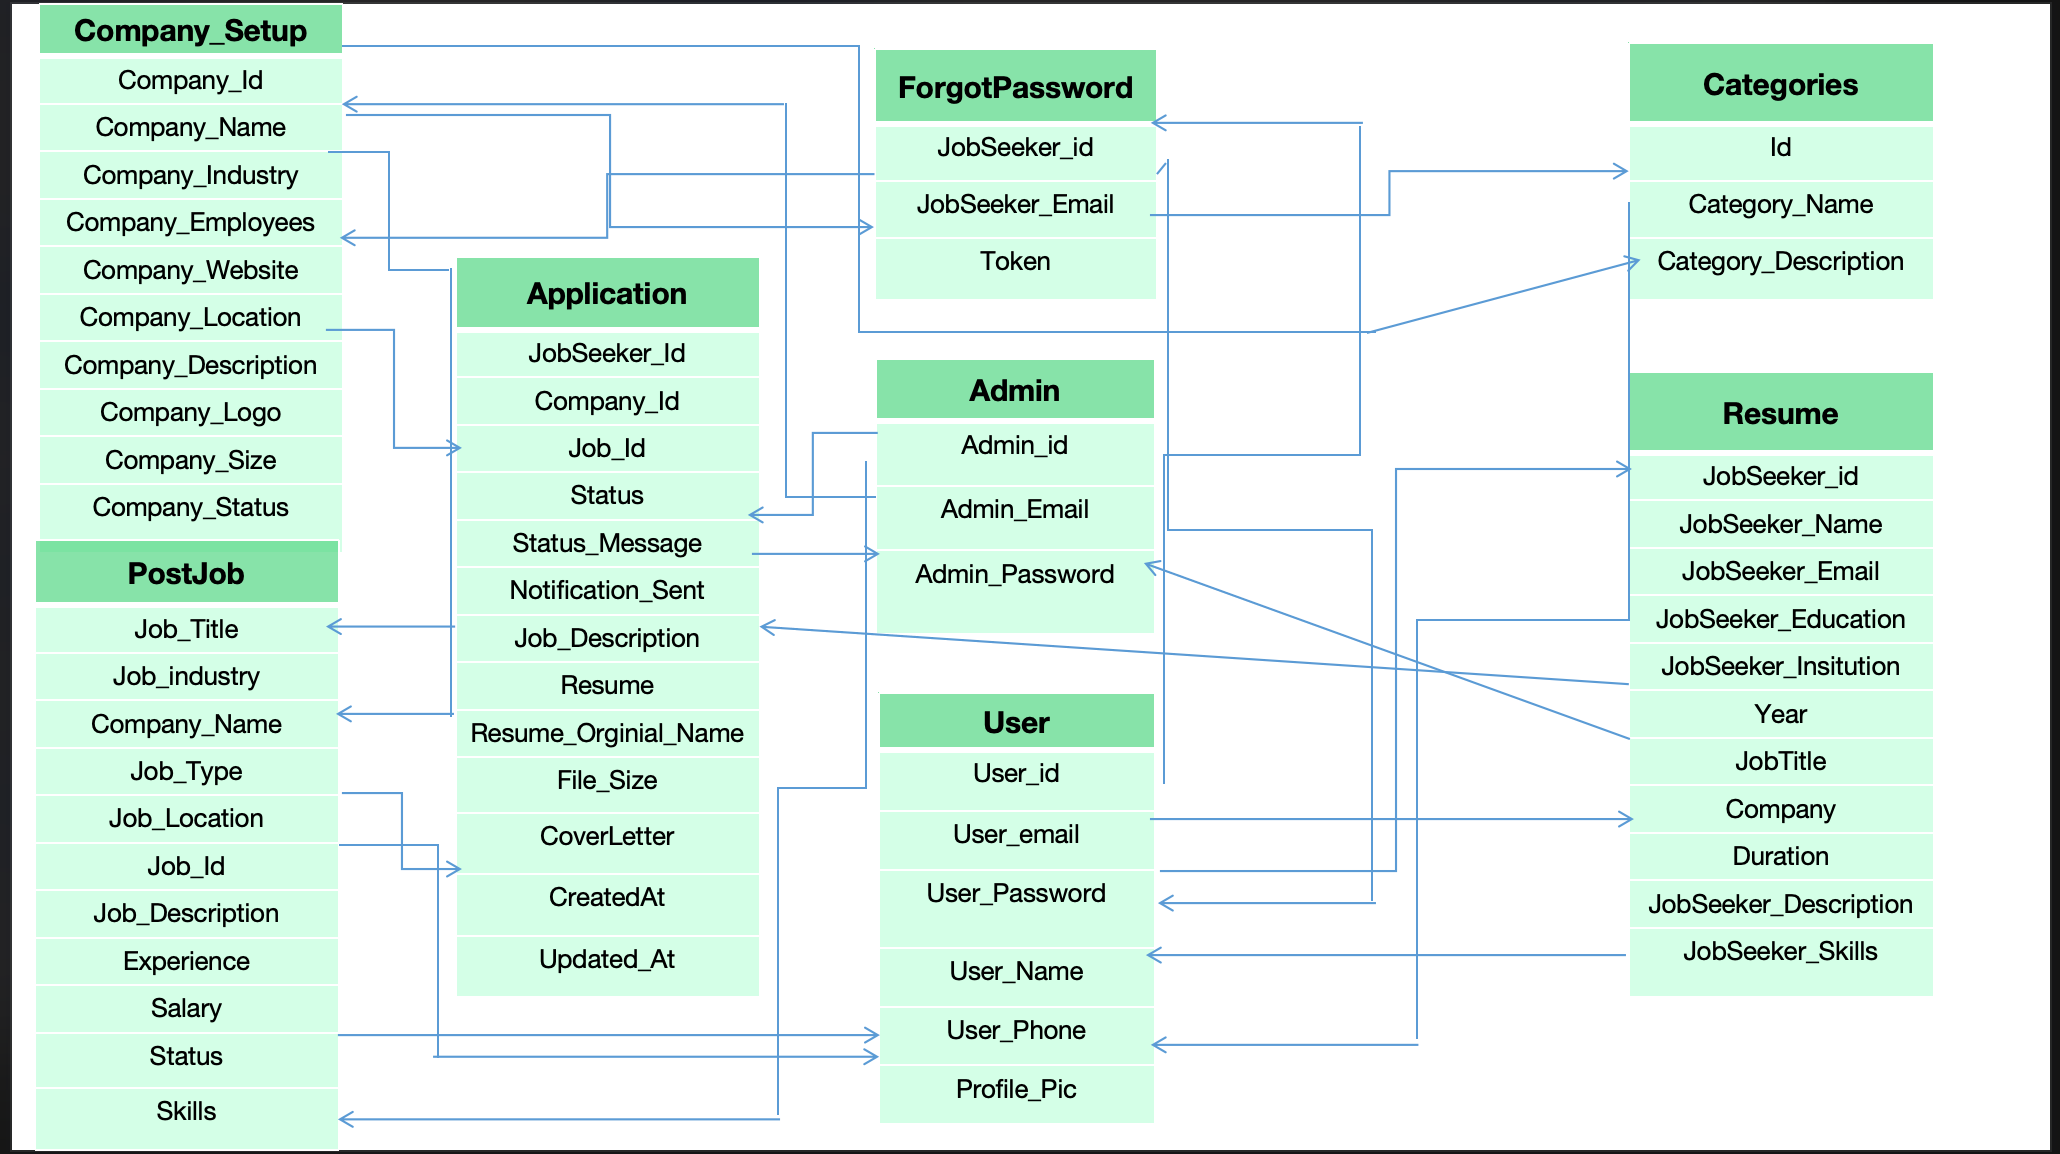 Company_Setup
Company_Id
Company_Name
Company_Industry
Company_Employees
Company_Website
Company_Location
Company_Description
Company_Logo
Company_Size
Company_Status
PostJob
Job_Title
Job_industry
Company_Name
Job_Type
Job_Location
Job_Id
Job_Description
Experience
Salary
Status
Skills
Application
JobSeeker_Id
Company_Id
Job_Id
Status
Status_Message
Notification_Sent
Job_Description
Resume
Resume_Orginial_Name
File_Size
CoverLetter
CreatedAt
Updated_At
ForgotPassword
JobSeeker_id
JobSeeker_Email
Token
Admin
Admin_id
Admin_Email
Admin_Password
User
User_id
User_email
User_Password
User_Name
User_Phone
Profile_Pic
Categories
Id
Category_Name
Category_Description
Resume
JobSeeker_id
JobSeeker_Name
JobSeeker_Email
JobSeeker_Education
JobSeeker_Insitution
Year
JobTitle
Company
Duration
JobSeeker_Description
JobSeeker_Skills